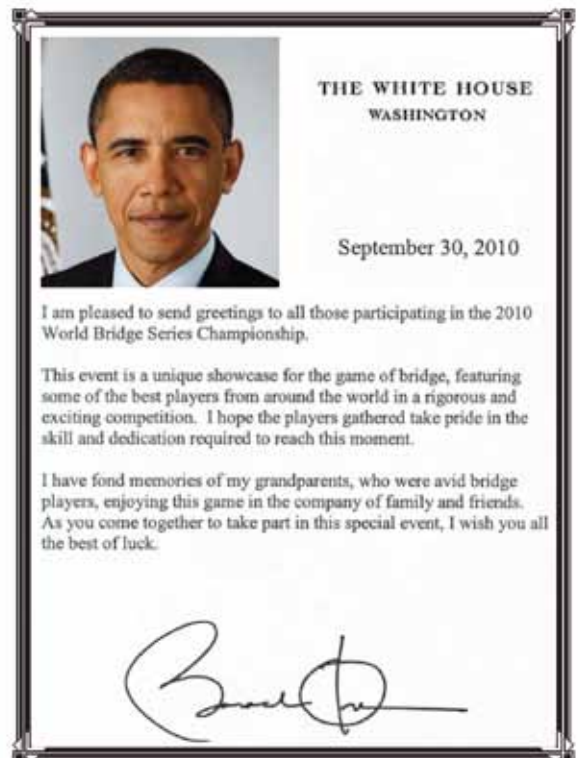 THE WHITE HOUSE
WASHINGTON
September 30, 2010
I am pleased to send greetings to all those participating in the 2010
World Bridge Series Championship.
This event is a unique showcase for the game of bridge, featuring
some of the best players from around the world in a rigorous and
exciting competition. I hope the players gathered take pride in the
skill and dedication required to reach this moment.
I have fond memories of my grandparents, who were avid bridge
players, enjoying this game in the company of family and friends.
As you come together to take part in this special event, I wish you all
the best of luck.